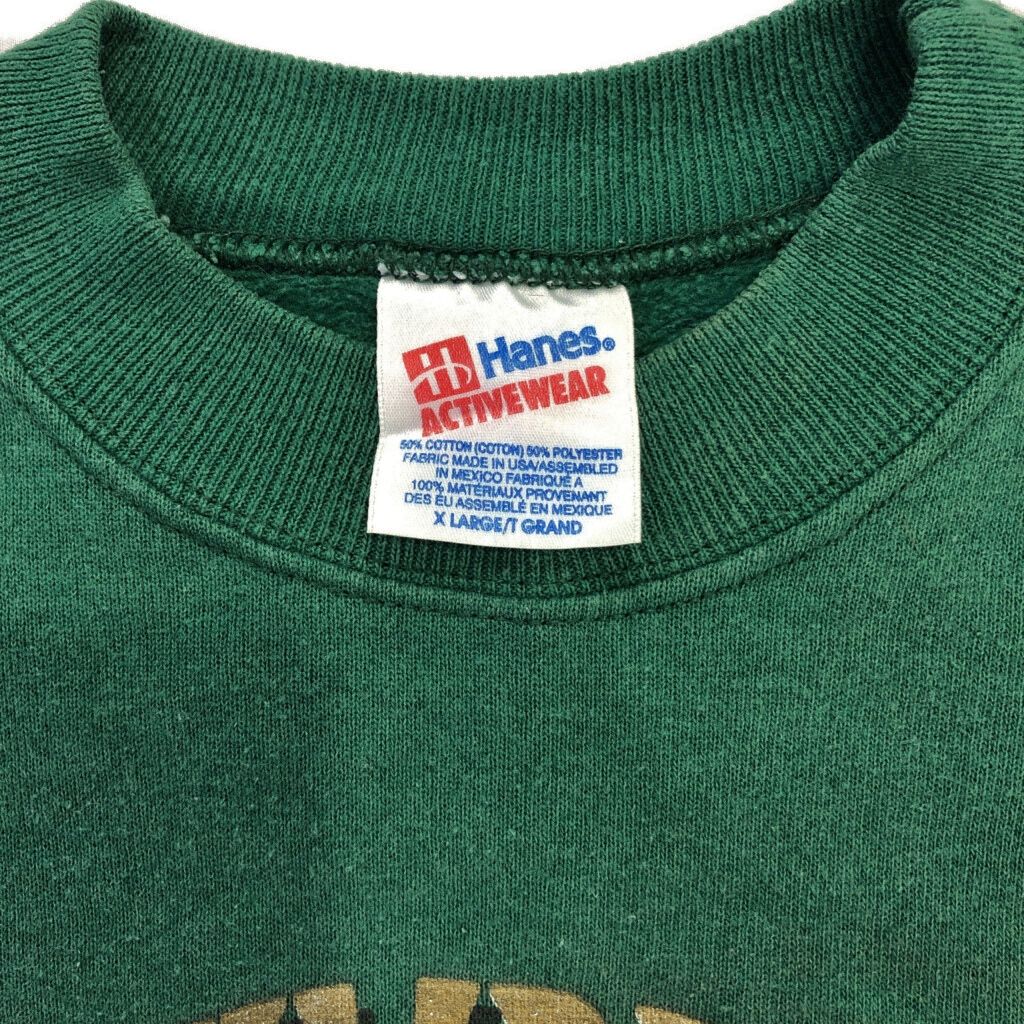 Hanes®
ACTIVEWEAR
50% COTTON (COTON) 50% POLYESTER
FABRIC MADE IN USA/ASSEMBLED
IN MEXICO FABRIQUÉ A
100% MATÉRIAUX PROVENANT
DES EU ASSEMBLÉ EN MEXIQUE
X LARGE/T GRAND